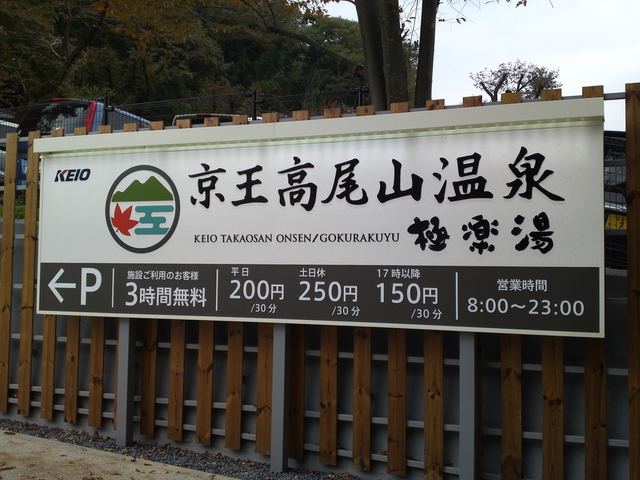 KEIO
京王高尾山温泉
KEIO TAKAOSAN ONSEN/GOKURAKUYU 極楽湯
←P
施設ご利用のお客様
3時間無料
平日
200円
/30分
土日休
250円
/30分
17時以降
150円
/30分
営業時間
8:00～23:00